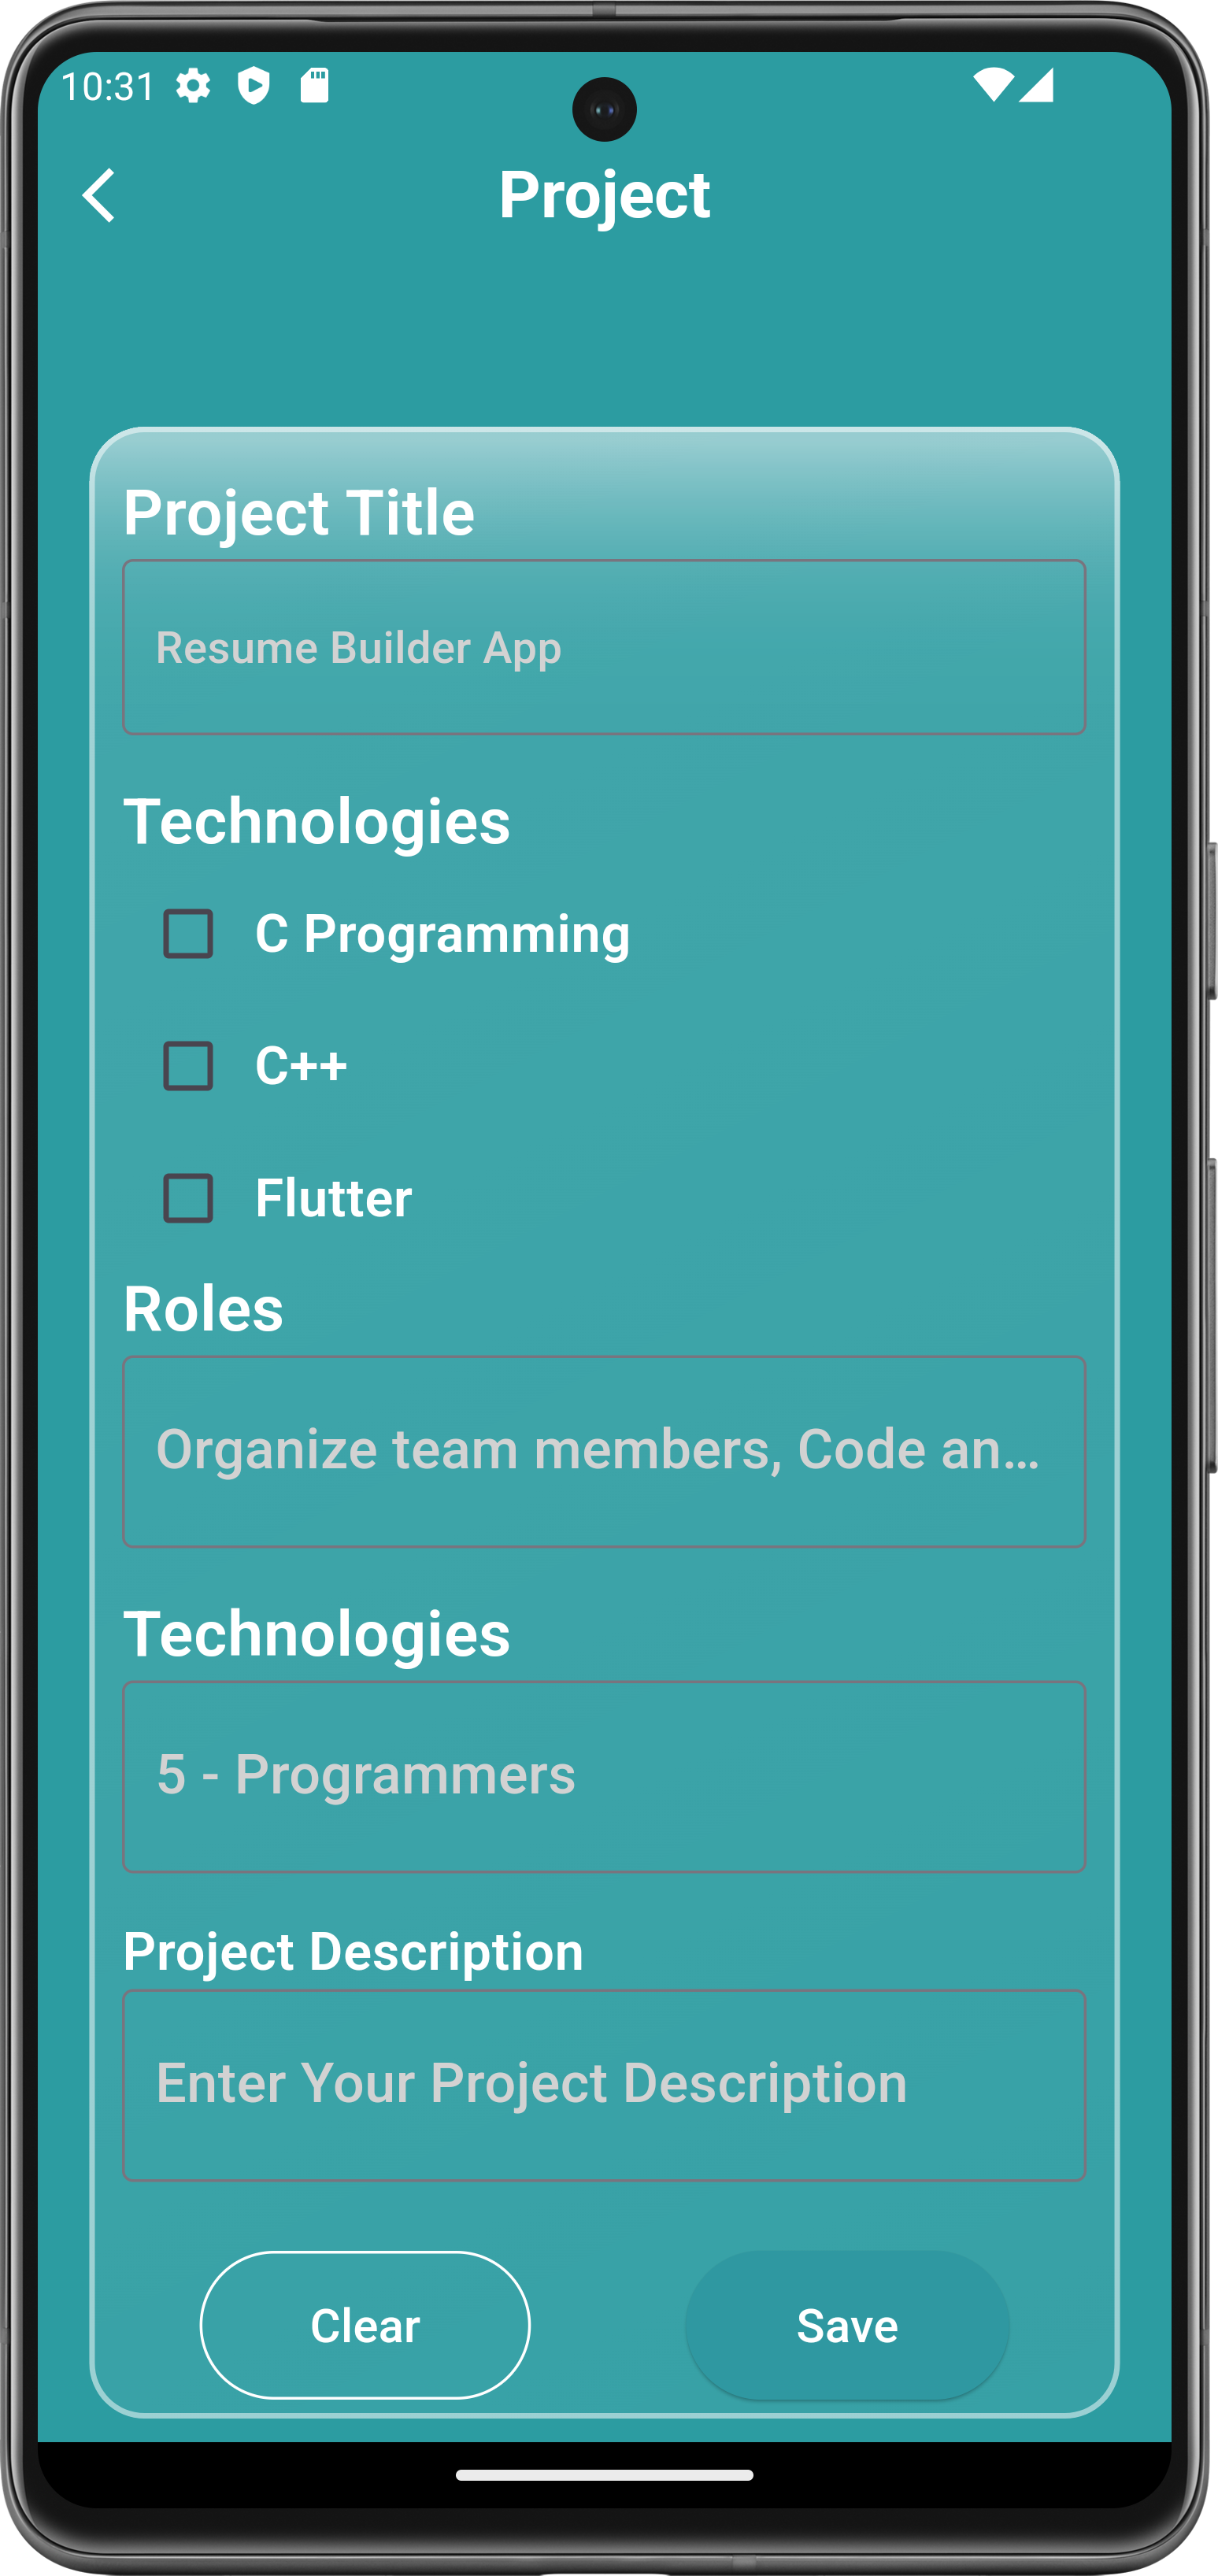 10:31
Project
Project Title
Resume Builder App
Technologies
C Programming
C++
Flutter
Roles
Organize team members, Code an...
Technologies
5 - Programmers
Project Description
Enter Your Project Description
Clear
Save